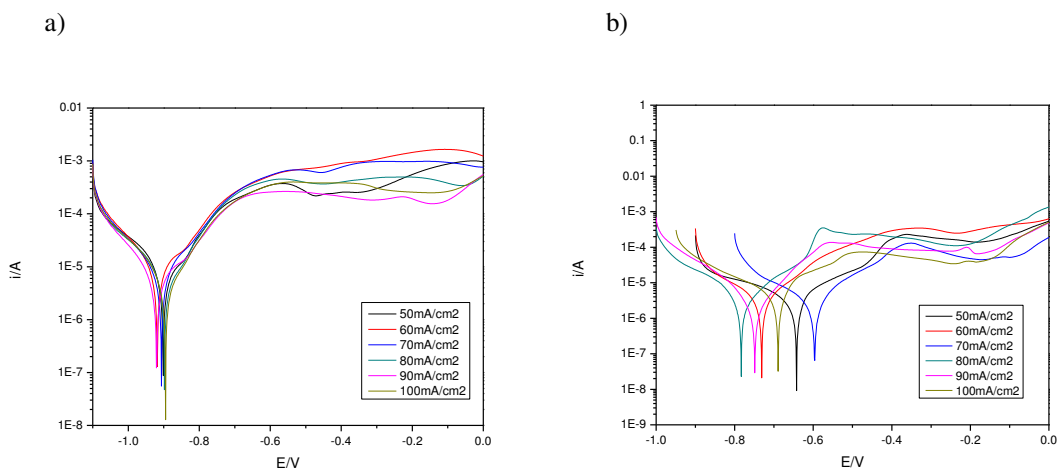 a)
0.01
1E-3
1E-4
1E-5
1E-6
1E-7
1E-8
i/A
-1.0 -0.8 -0.6 -0.4 -0.2 0.0
E/V
50mA/cm2
60mA/cm2
70mA/cm2
80mA/cm2
90mA/cm2
100mA/cm2
b)
1
0.1
0.01
1E-3
1E-4
1E-5
1E-6
1E-7
1E-8
1E-9
i/A
-1.0 -0.8 -0.6 -0.4 -0.2 0.0
E/V
50mA/cm2
60mA/cm2
70mA/cm2
80mA/cm2
90mA/cm2
100mA/cm2